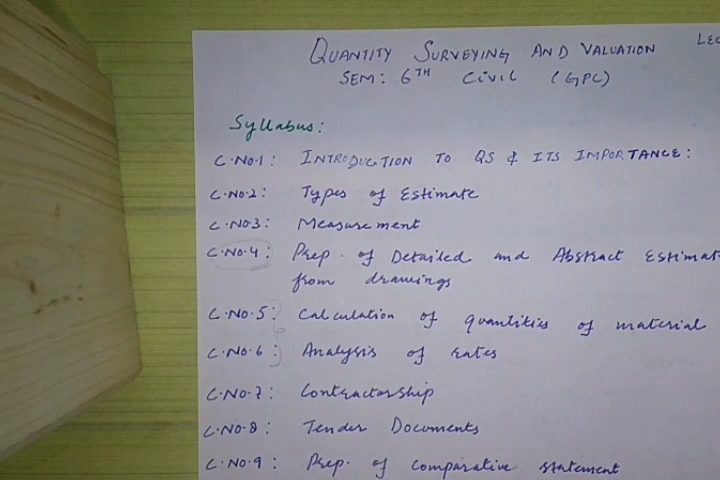 QUANTITY SURVEYING AND VALUATION LEC
SEM: 6TH CIVIL (GPC)
Syllabus:
C.NO.1: INTRODUCTION TO QS & ITS IMPORTANCE:
C.NO.2: Types of Estimate
C.NO.3: Measurement
C.NO.4: Prep. of Detailed and Abstract Estimat
from drawings
C.NO.5: Calculation of quantities of material
C.NO.6: Analysis of rates
C.NO.7: Contractorship
C.NO.8: Tender Documents
C.NO.9: Prep. of comparative statement